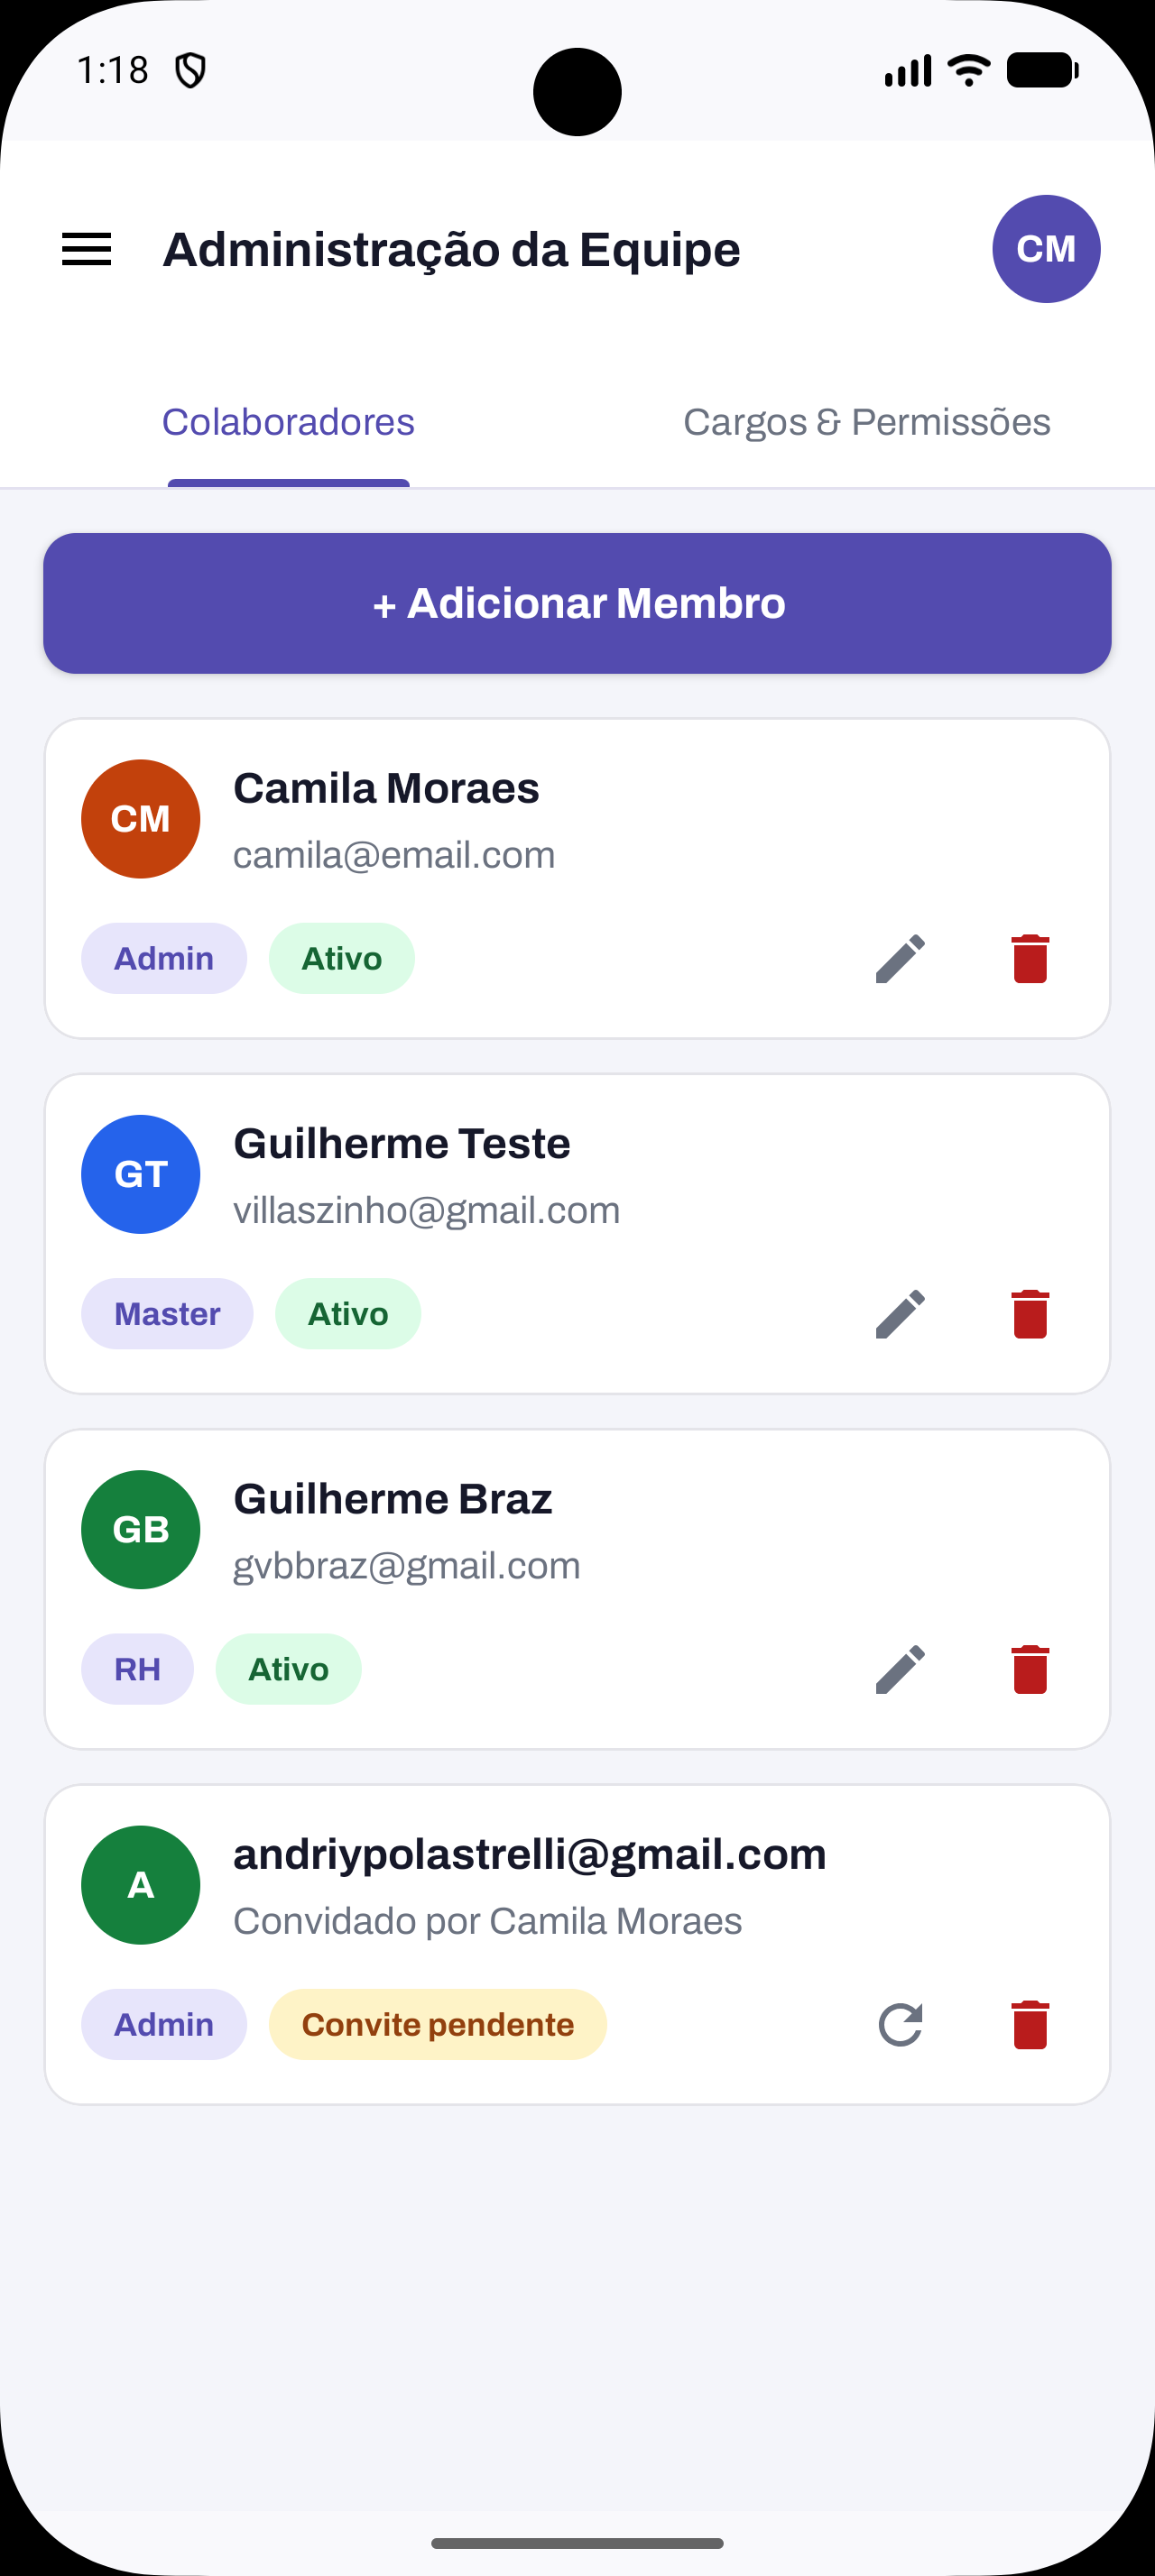 1:18
Administração da Equipe
CM
Colaboradores
Cargos & Permissões
+ Adicionar Membro
CM
Camila Moraes
camila@email.com
Admin
Ativo
GT
Guilherme Teste
villaszinho@gmail.com
Master
Ativo
GB
Guilherme Braz
gvbbraz@gmail.com
RH
Ativo
A
andriypolastrelli@gmail.com
Convidado por Camila Moraes
Admin
Convite pendente